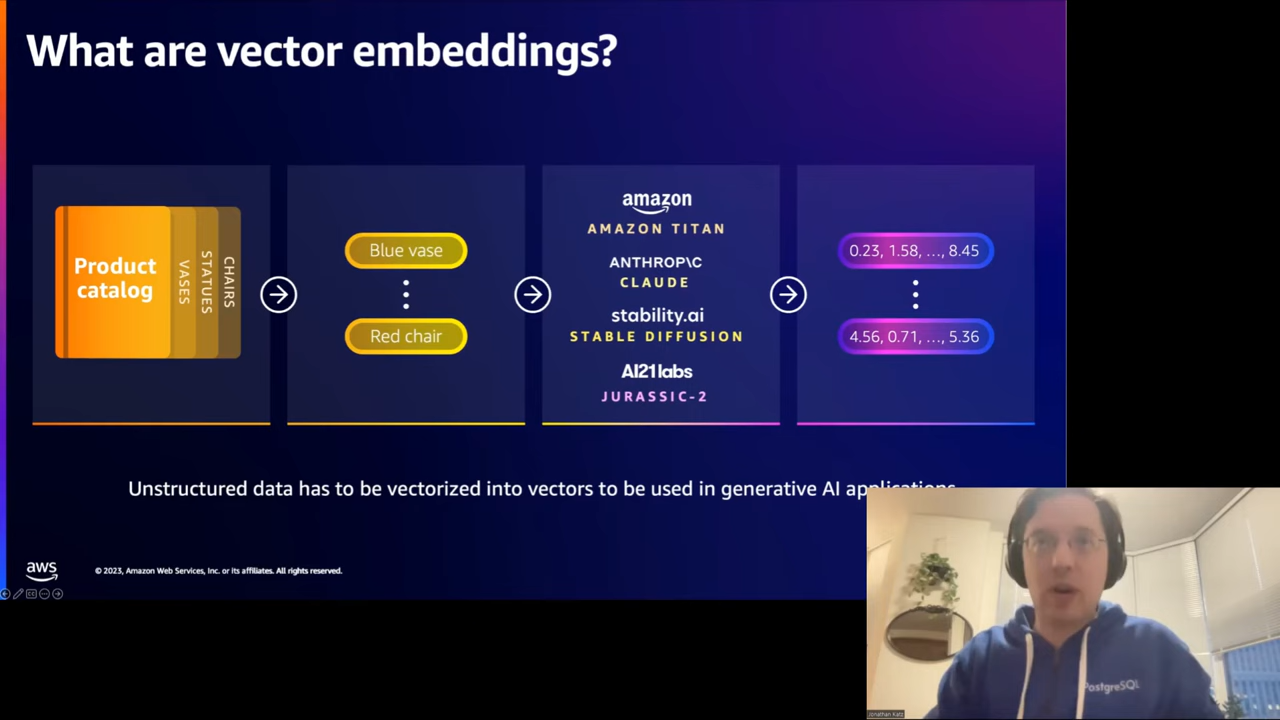 What are vector embeddings?
Product
catalog
VASES
STATUES
CHAIRS
Blue vase
Red chair
amazon
AMAZON TITAN
ANTHROP\C
CLAUDE
stability.ai
STABLE DIFFUSION
AI21labs
JURASSIC-2
0.23, 1.58, ..., 8.45
4.56, 0.71, ..., 5.36
Unstructured data has to be vectorized into vectors to be used in generative AI applications
aws
© 2023, Amazon Web Services, Inc. or its affiliates. All rights reserved.
PostgreSQL
Jonathan Katz